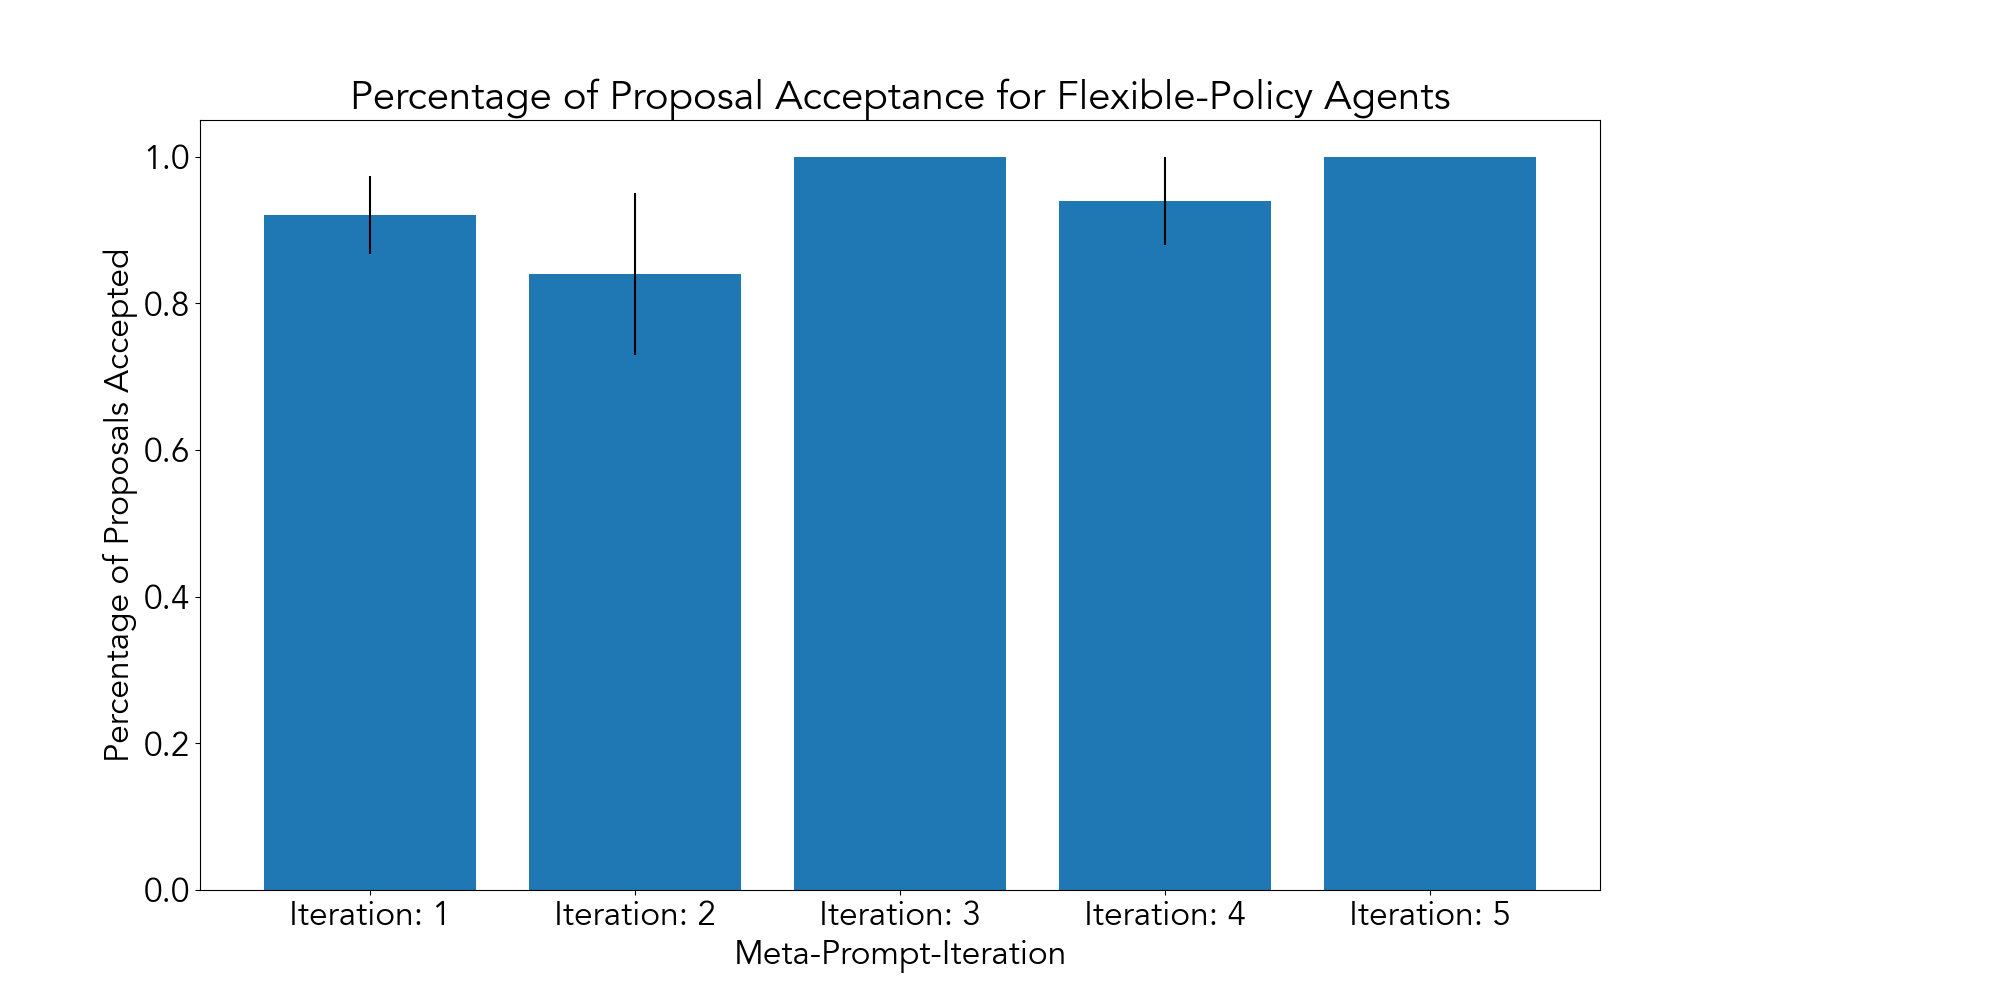 Percentage of Proposal Acceptance for Flexible-Policy Agents
Percentage of Proposals Accepted
1.0
0.8
0.6
0.4
0.2
0.0
Iteration: 1
Iteration: 2
Iteration: 3
Iteration: 4
Iteration: 5
Meta-Prompt-Iteration